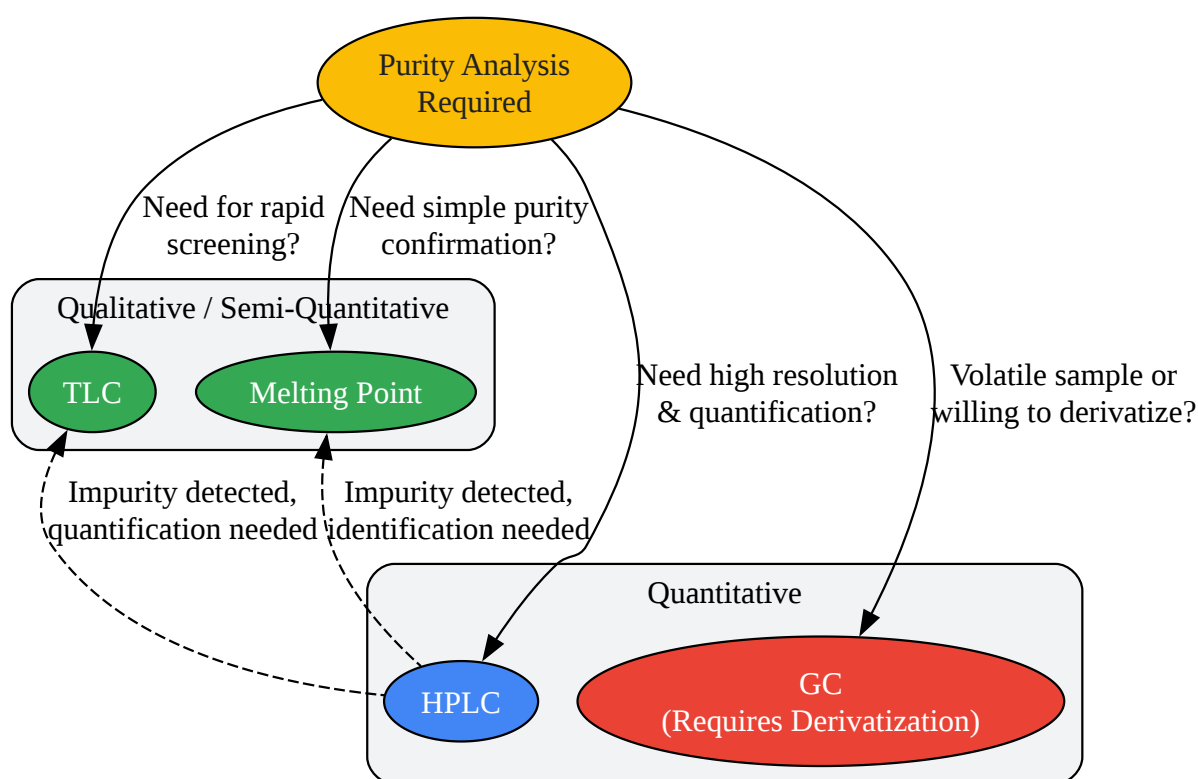 Purity Analysis
Required
Need for rapid
screening?
Need simple purity
confirmation?
Qualitative / Semi-Quantitative
TLC
Melting Point
Need high resolution
& quantification?
Volatile sample or
willing to derivatize?
Impurity detected,
quantification needed
Impurity detected,
identification needed
Quantitative
HPLC
GC
(Requires Derivatization)